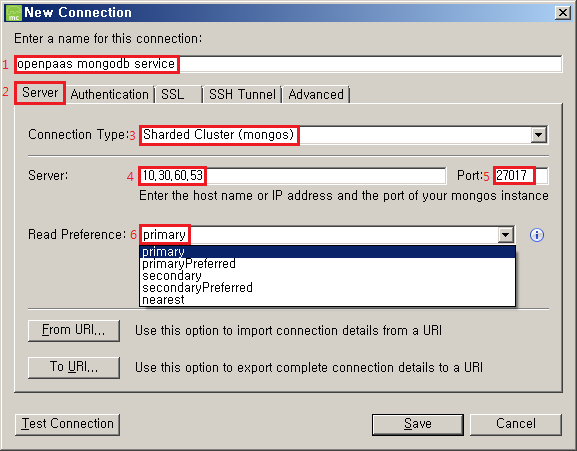 mc New Connection
Enter a name for this connection:
1 openpaas mongodb service
2 Server Authentication SSL SSH Tunnel Advanced
Connection Type: 3 Sharded Cluster (mongos)
Server: 4 10,30,60,53 Port: 5 27017
Enter the host name or IP address and the port of your mongos instance
Read Preference: 6 primary
primary
primaryPreferred
secondary
secondaryPreferred
nearest
From URI,,, Use this option to import connection details from a URI
To URI,,, Use this option to export complete connection details to a URI
Test Connection Save Cancel